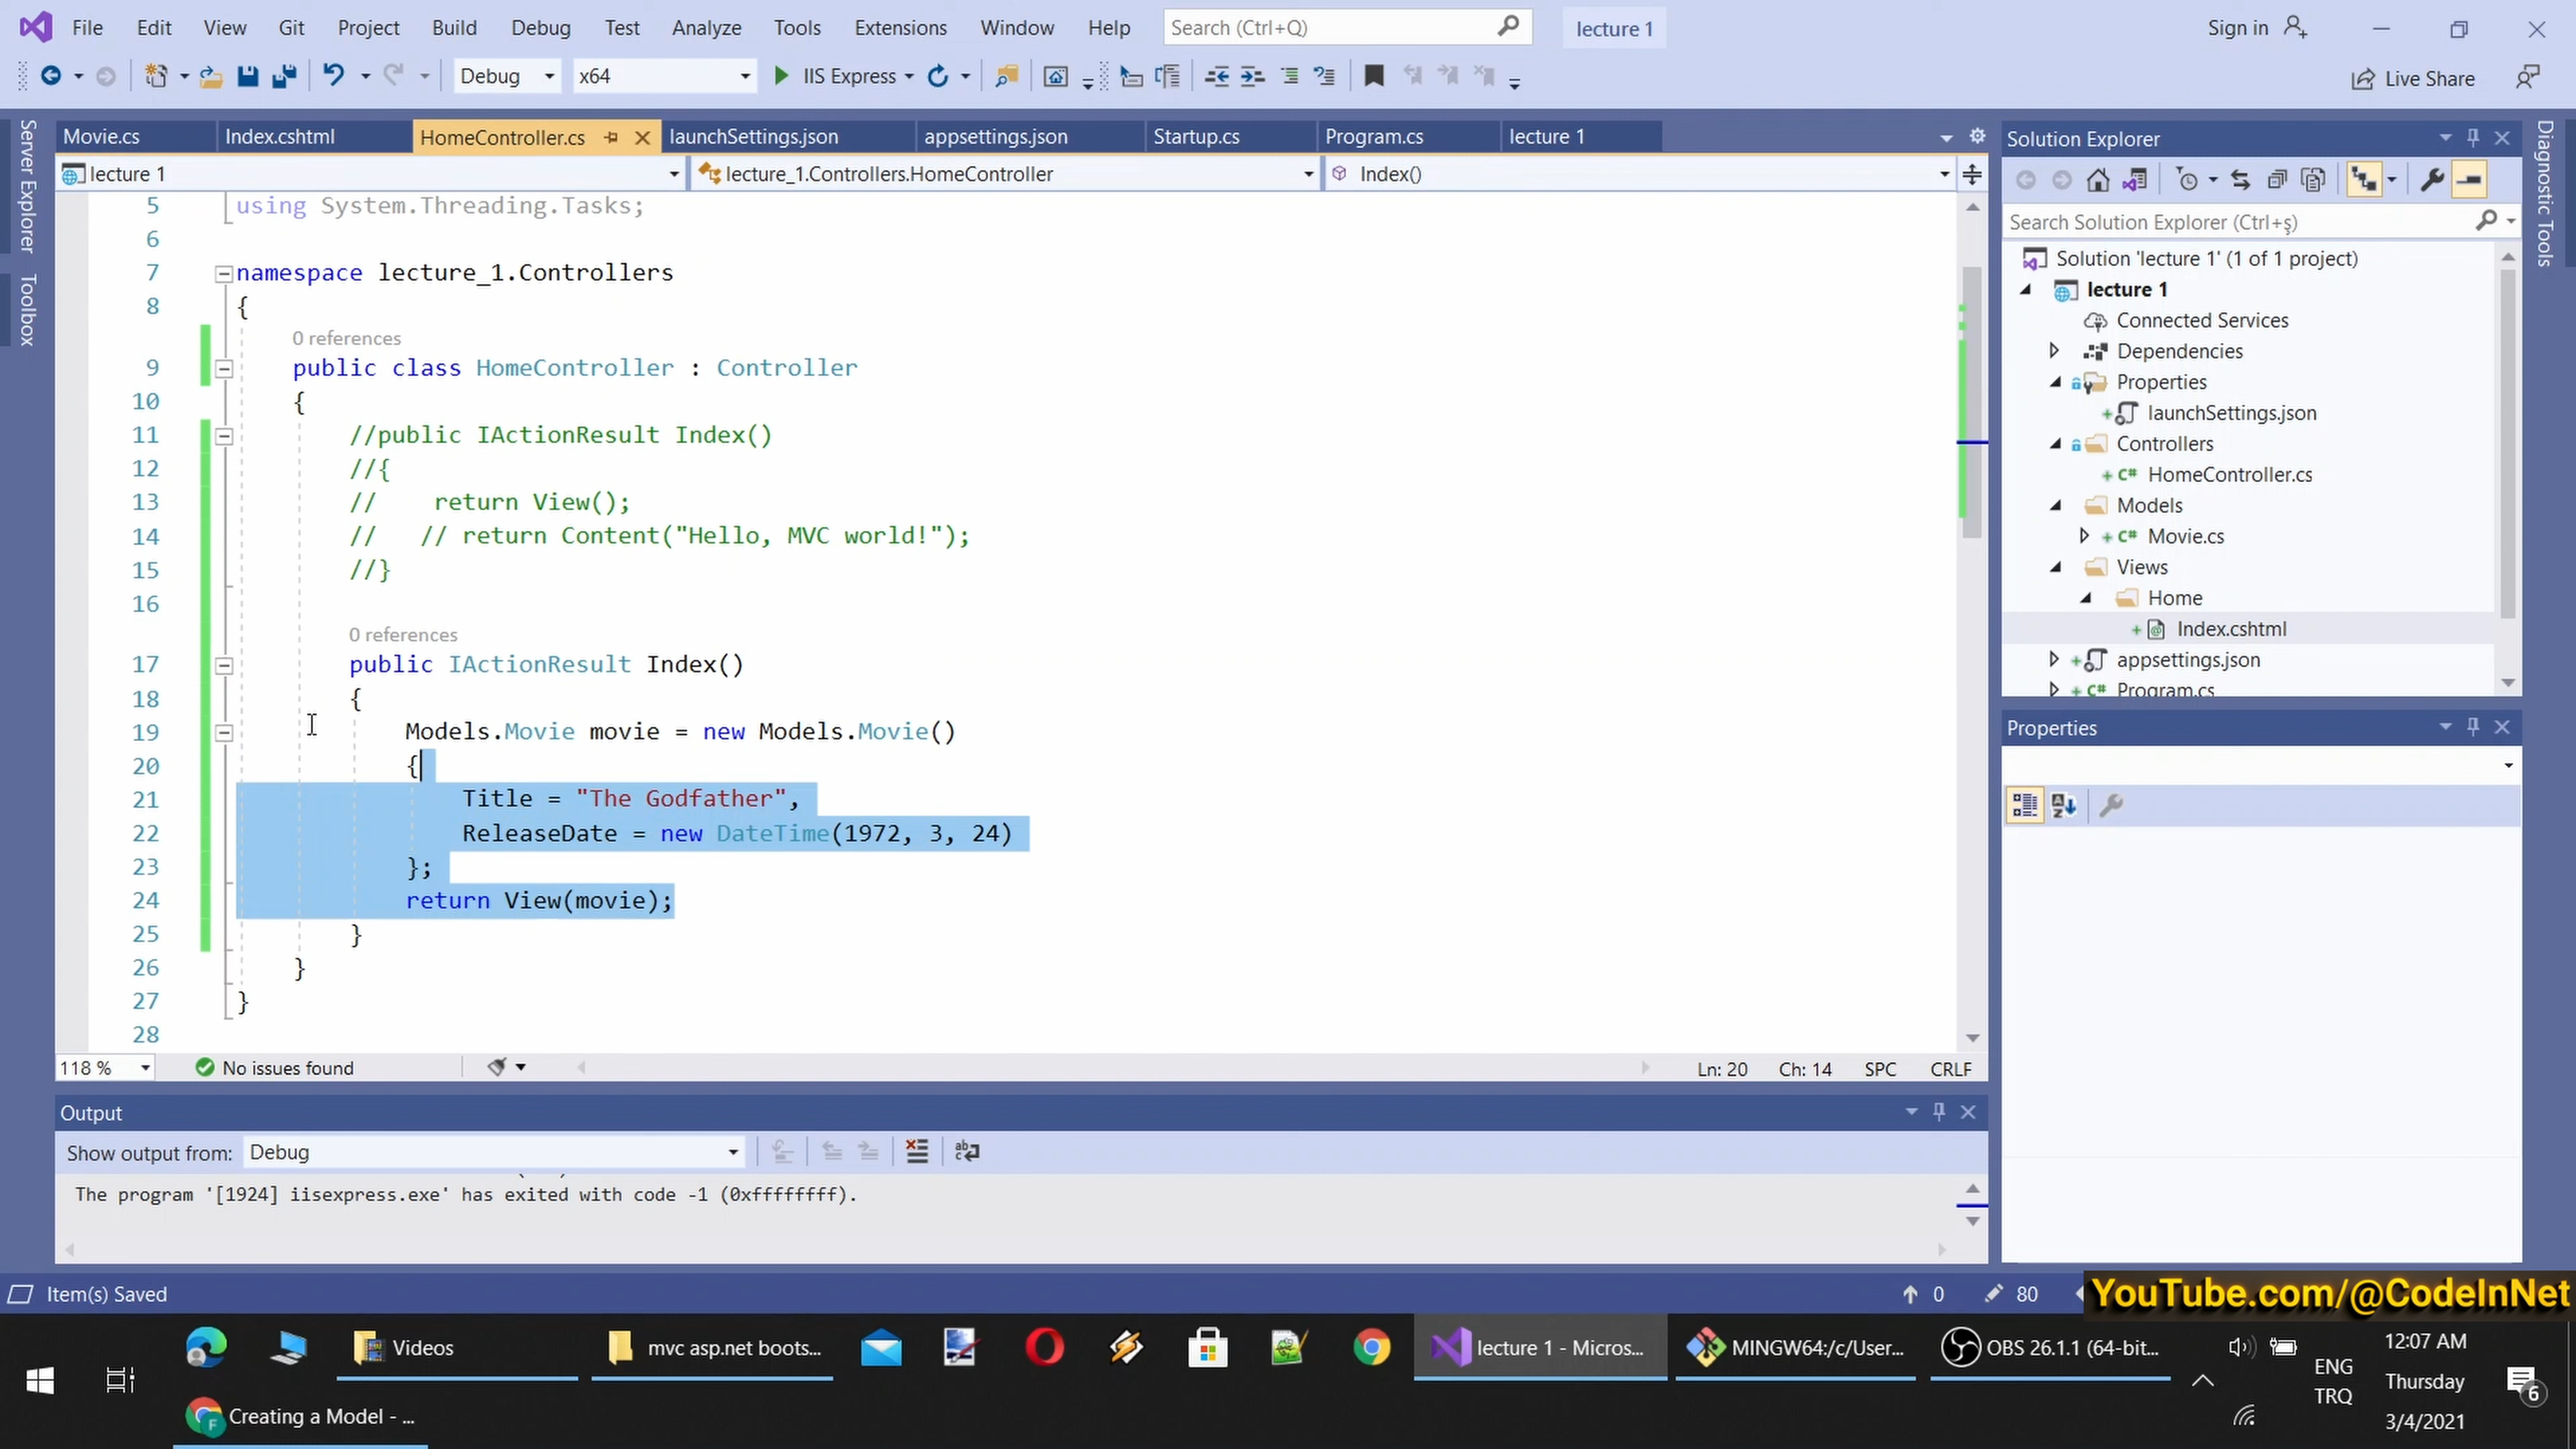 File Edit View Git Project Build Debug Test Analyze Tools Extensions Window Help Search (Ctrl+Q) lecture 1 Sign in
Debug x64 IIS Express Live Share
Server Explorer
Toolbox
Movie.cs Index.cshtml HomeController.cs launchSettings.json appsettings.json Startup.cs Program.cs lecture 1
lecture 1 lecture_1.Controllers.HomeController Index()
5 using System.Threading.Tasks;
6
7 namespace lecture_1.Controllers
8 {
0 references
9 public class HomeController : Controller
10 {
11 //public IActionResult Index()
12 //{
13 // return View();
14 // // return Content("Hello, MVC world!");
15 //}
16
0 references
17 public IActionResult Index()
18 {
19 Models.Movie movie = new Models.Movie()
20 {
21 Title = "The Godfather",
22 ReleaseDate = new DateTime(1972, 3, 24)
23 };
24 return View(movie);
25 }
26 }
27 }
28
118 % No issues found Ln: 20 Ch: 14 SPC CRLF
Output
Show output from: Debug
The program '[1924] iisexpress.exe' has exited with code -1 (0xffffffff).
Solution Explorer
Search Solution Explorer (Ctrl+ş)
Solution 'lecture 1' (1 of 1 project)
lecture 1
Connected Services
Dependencies
Properties
launchSettings.json
Controllers
HomeController.cs
Models
Movie.cs
Views
Home
Index.cshtml
appsettings.json
Program.cs
Properties
Diagnostic Tools
Item(s) Saved 0 80
YouTube.com/@CodeInNet
Videos mvc asp.net boots... lecture 1 - Micros... MINGW64:/c/User... OBS 26.1.1 (64-bit...
Creating a Model - ...
ENG
TRQ
12:07 AM
Thursday
3/4/2021
6